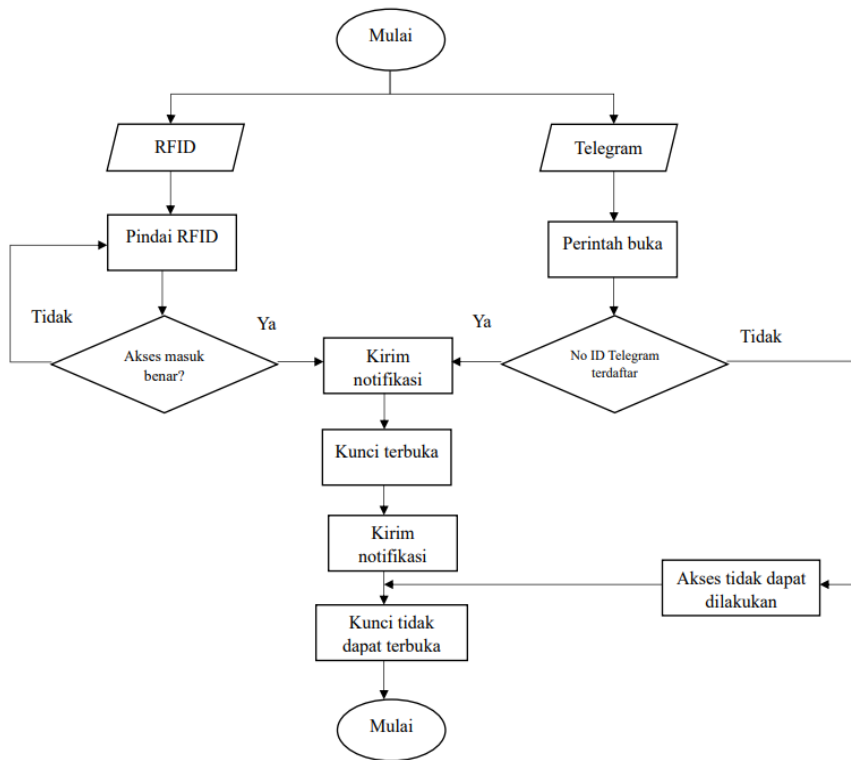 Mulai
RFID
Telegram
Pindai RFID
Perintah buka
Tidak
Ya
Ya
Tidak
Akses masuk
benar?
Kirim
notifikasi
No ID Telegram
terdaftar
Kunci terbuka
Kirim
notifikasi
Akses tidak dapat
dilakukan
Kunci tidak
dapat terbuka
Mulai